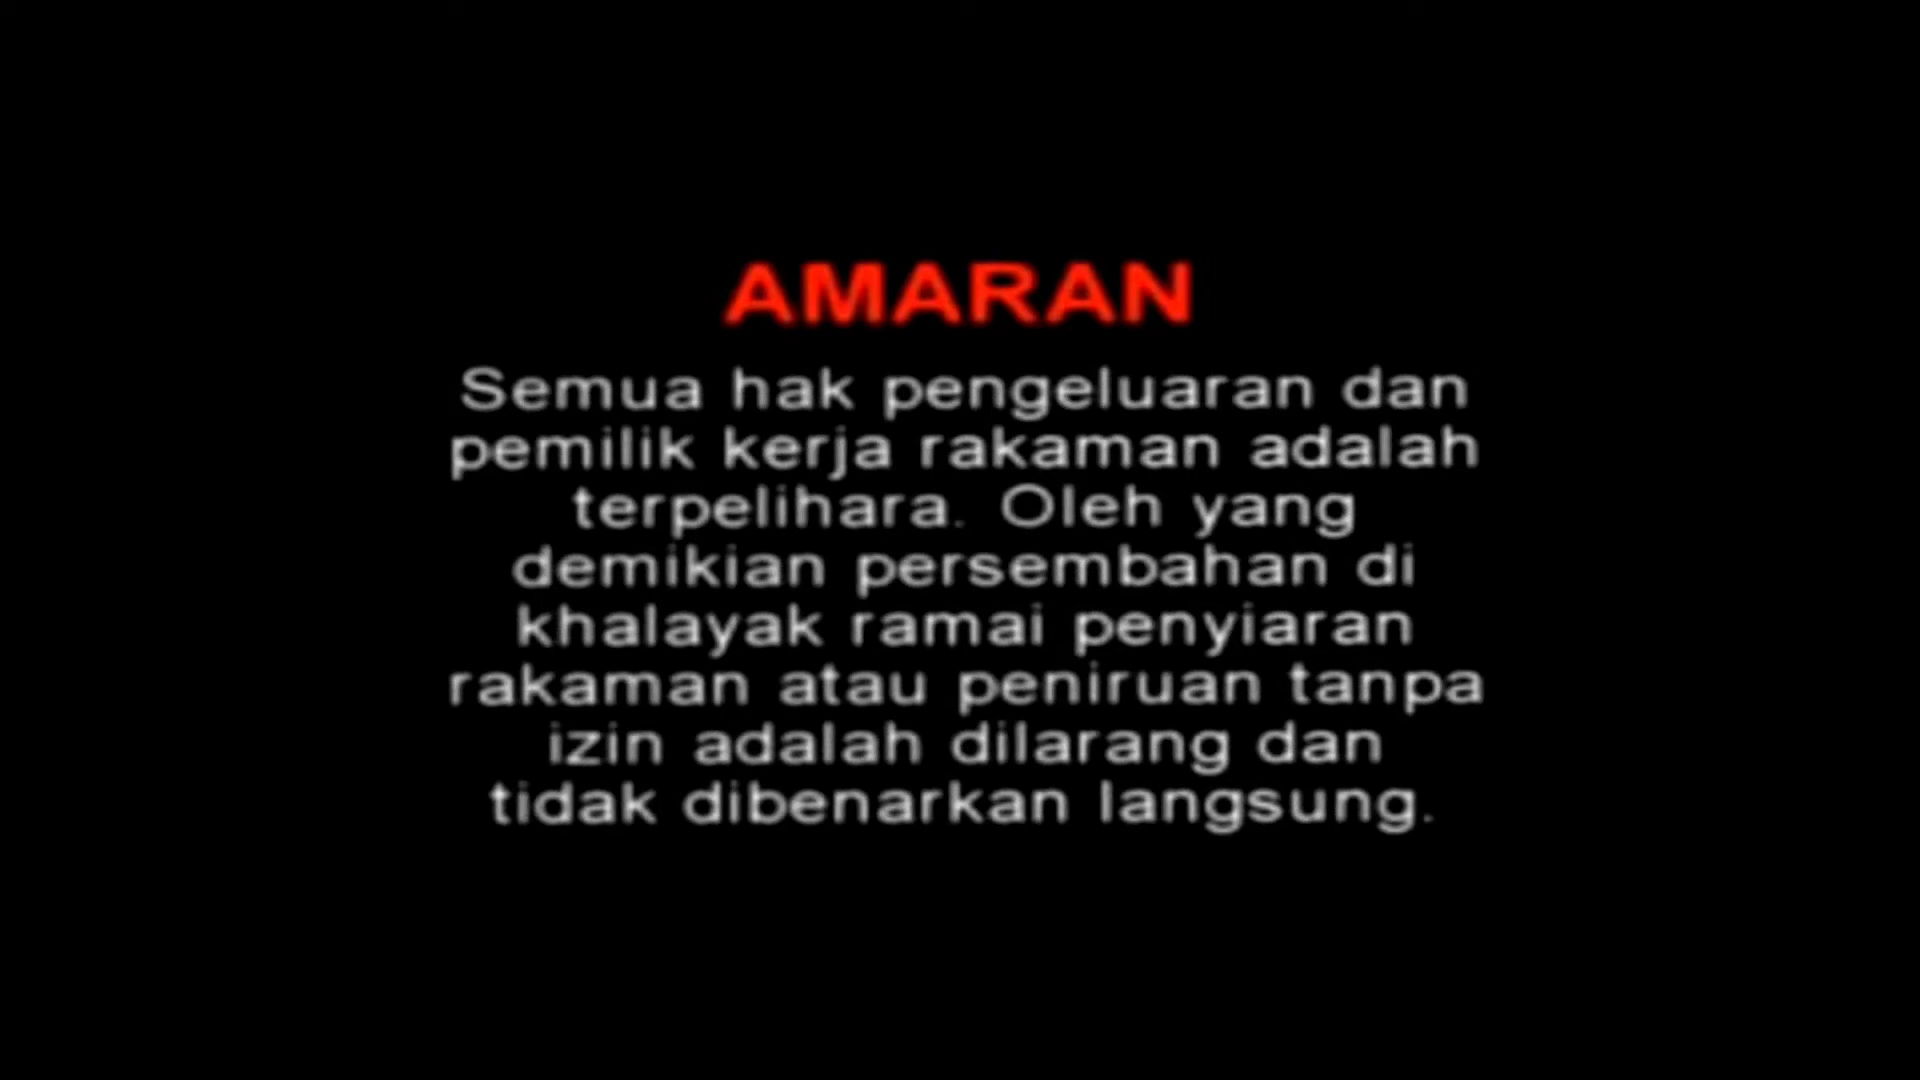 AMARAN
Semua hak pengeluaran dan
pemilik kerja rakaman adalah
terpelihara. Oleh yang
demikian persembahan di
khalayak ramai penyiaran
rakaman atau peniruan tanpa
izin adalah dilarang dan
tidak dibenarkan langsung.